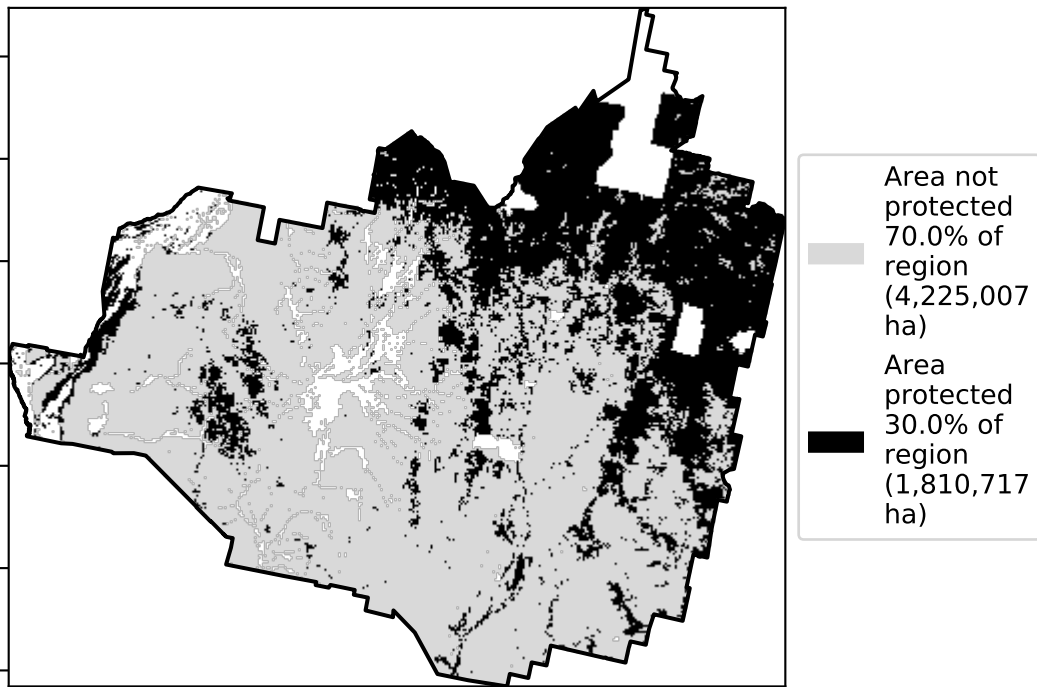 Area not
protected
70.0% of
region
(4,225,007
ha)
Area
protected
30.0% of
region
(1,810,717
ha)